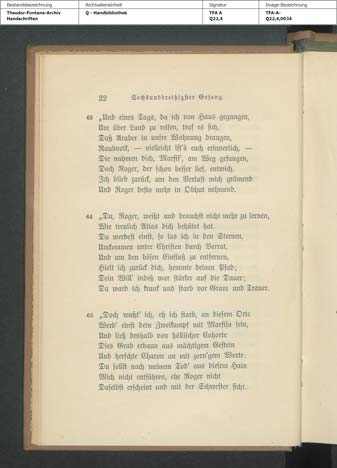 Bestandsbezeichnung Archivalieneinheit Signatur Image-Bezeichnung
Theodor-Fontane-Archiv Q - Handbibliothek TFA A TFA-A-
Handschriften Q22,4 Q22,4,0034
22 Sechsunddreißigster Gesang.
63 „Und eines Tags, da ich von Haus gegangen,
Um über Land zu reisen, traf es sich,
Daß Araber in unsre Wohnung drangen,
Raubvolk, — vielleicht ist's euch erinnerlich, —
Die nahmen dich, Marfis', am Weg gefangen,
Doch Roger, der schon besser lief, entwich.
Ich blieb zurück, um den Verlust mich grämend
Und Roger desto mehr in Obhut nehmend.
64 „Du, Roger, weißt und brauchst nicht mehr zu lernen,
Wie treulich Atlas dich behütet hat.
Du werdest einst, so las ich in den Sternen,
Umkommen unter Christen durch Verrat,
Und um den bösen Einfluß zu entfernen,
Hielt ich zurück dich, hemmte deinen Pfad;
Dein Will' indeß war stärker auf die Dauer;
Da ward ich krank und starb vor Gram und Trauer.
65 „Doch wußt' ich, eh ich starb, an diesem Orte
Werd' einst dein Zweikampf mit Marfisa sein,
Und ließ deshalb von höllischer Cohorte
Dies Grab erbaun aus mächtigem Gestein
Und herschte Charon an mit zorn'gem Worte:
Du sollst nach meinem Tod' aus diesem Hain
Mich nicht entführen, ehe Roger nicht
Daselbst erscheint und mit der Schwester ficht.